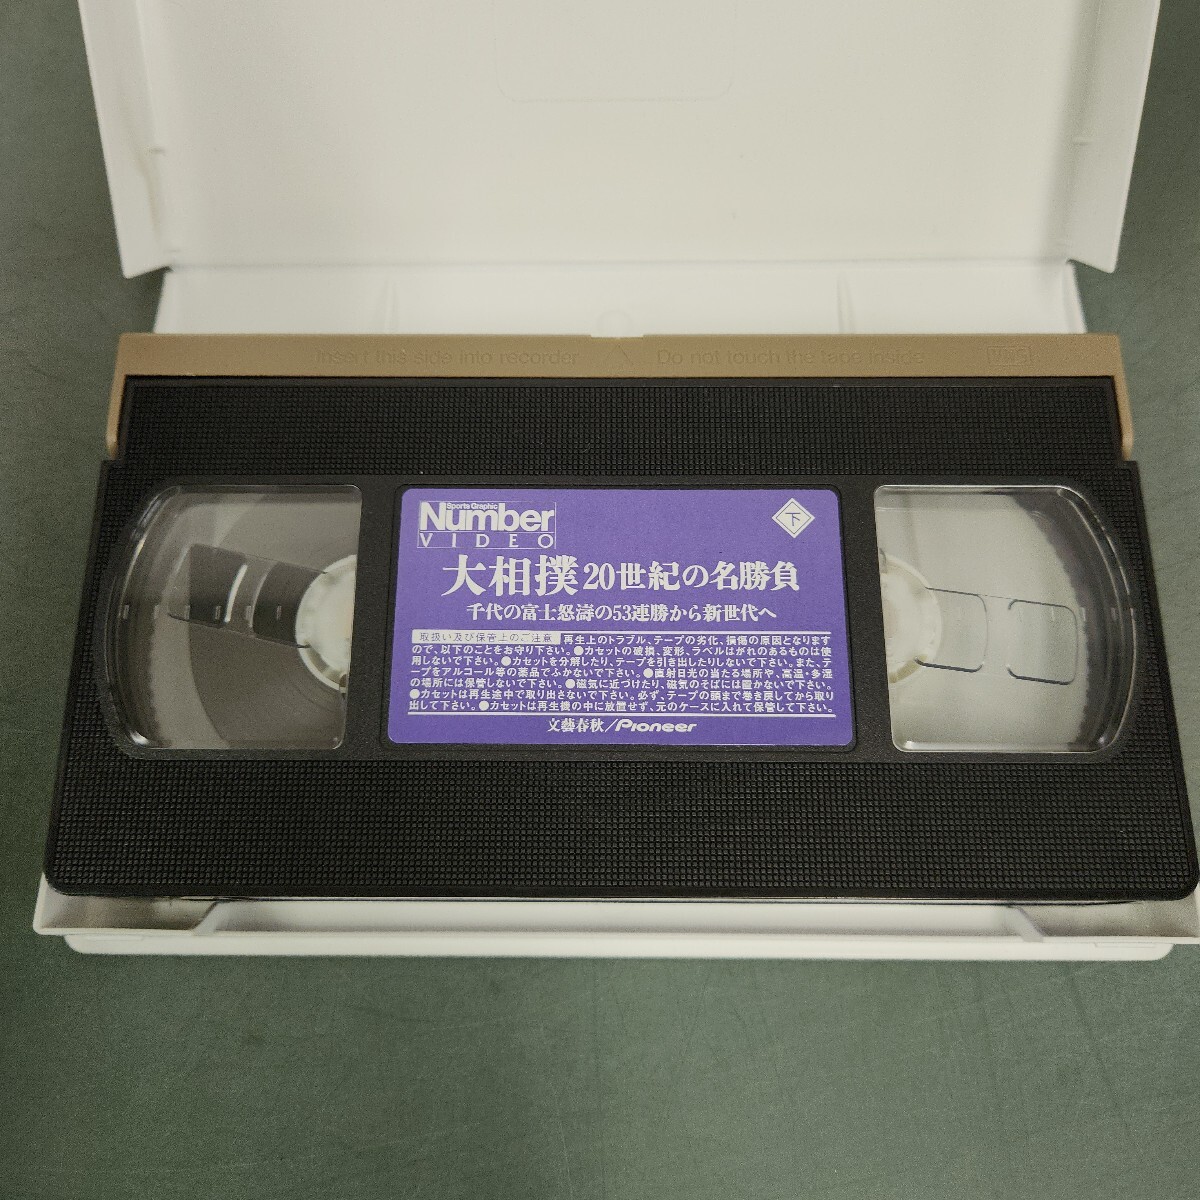 Insert this side into recorder Do not touch the tape inside VHS
Sports Graphic
Number
VIDEO
下
大相撲20世紀の名勝負
千代の富士怒濤の53連勝から新世代へ
取扱い及び保管上のご注意 再生上のトラブル、テープの劣化、損傷の原因となります
ので、以下のことをお守り下さい。●カセットの破損、変形、ラベルはがれのあるものは使
用しないで下さい。●カセットを分解したり、テープを引き出したりしないで下さい。また、テ
ープをアルコール等の薬品でふかないで下さい。●直射日光の当たる場所や、高温・多湿
の場所には保管しないで下さい。●磁気に近づけたり、磁気のそばには置かないで下さい。
●カセットは再生途中で取り出さないで下さい。必ず、テープの頭まで巻き戻してから取り
出して下さい。●カセットは再生機の中に放置せず、元のケースに入れて保管して下さい。
文藝春秋/Pioneer